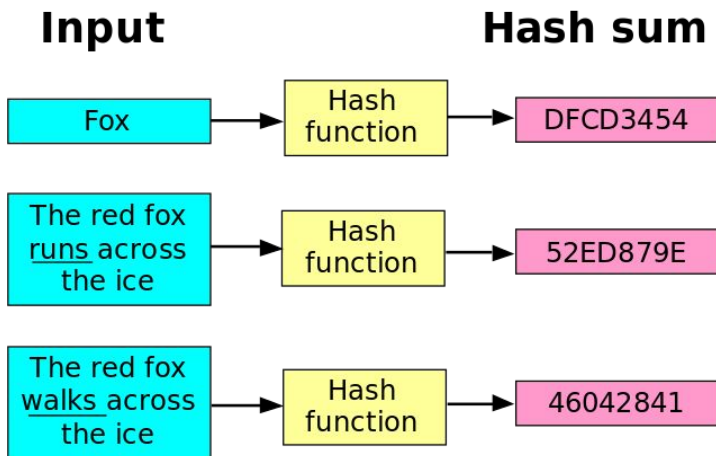 Input
Hash sum
Fox
Hash
function
DFCD3454
The red fox
runs across
the ice
Hash
function
52ED879E
The red fox
walks across
the ice
Hash
function
46042841